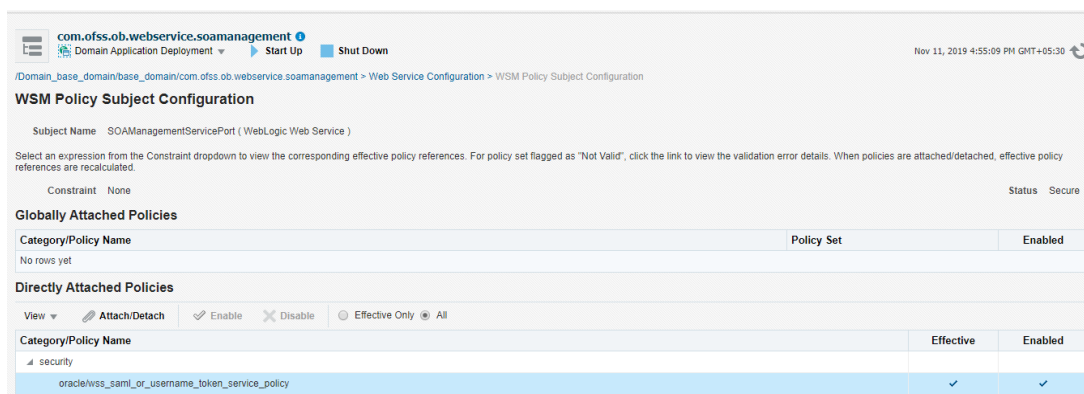 com.ofss.ob.webservice.soamanagement
Domain Application Deployment Start Up Shut Down
Nov 11, 2019 4:55:09 PM GMT+05:30
/Domain_base_domain/base_domain/com.ofss.ob.webservice.soamanagement > Web Service Configuration > WSM Policy Subject Configuration
WSM Policy Subject Configuration
Subject Name SOAManagementServicePort ( WebLogic Web Service )
Select an expression from the Constraint dropdown to view the corresponding effective policy references. For policy set flagged as "Not Valid", click the link to view the validation error details. When policies are attached/detached, effective policy
references are recalculated.
Constraint None Status Secure
Globally Attached Policies
Category/Policy Name Policy Set Enabled
No rows yet
Directly Attached Policies
View Attach/Detach Enable Disable Effective Only All
Category/Policy Name Effective Enabled
security
oracle/wss_saml_or_username_token_service_policy